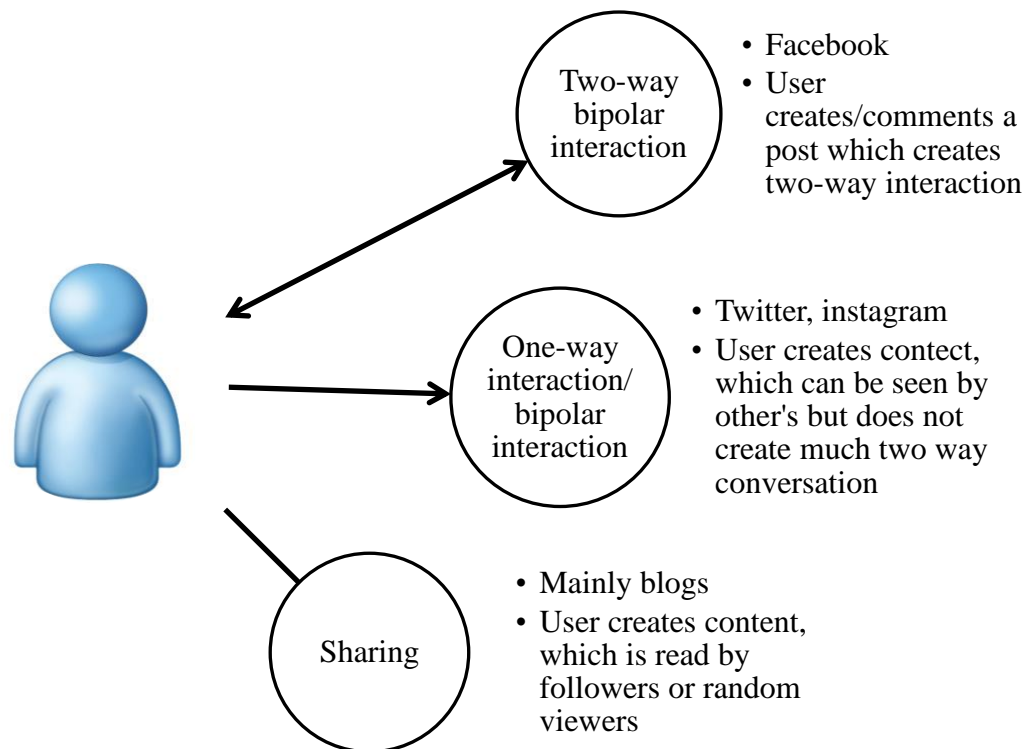 Two-way
bipolar
interaction
• Facebook
• User
creates/comments a
post which creates
two-way interaction
One-way
interaction/
bipolar
interaction
• Twitter, instagram
• User creates contect,
which can be seen by
other's but does not
create much two way
conversation
Sharing
• Mainly blogs
• User creates content,
which is read by
followers or random
viewers